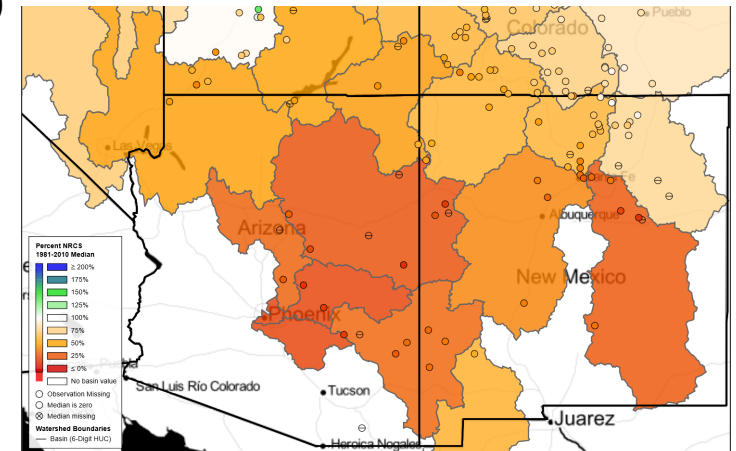 Colorado
Pueblo
Las Vegas
Santa Fe
Arizona
Albuquerque
New Mexico
Phoenix
San Luis Río Colorado
Tucson
Juarez
Heroica Nogales
Percent NRCS
1981-2010 Median
≥ 200%
175%
150%
125%
100%
75%
50%
25%
≤ 0%
No basin value
Observation Missing
Median is zero
Median missing
Watershed Boundaries
Basin (6-Digit HUC)